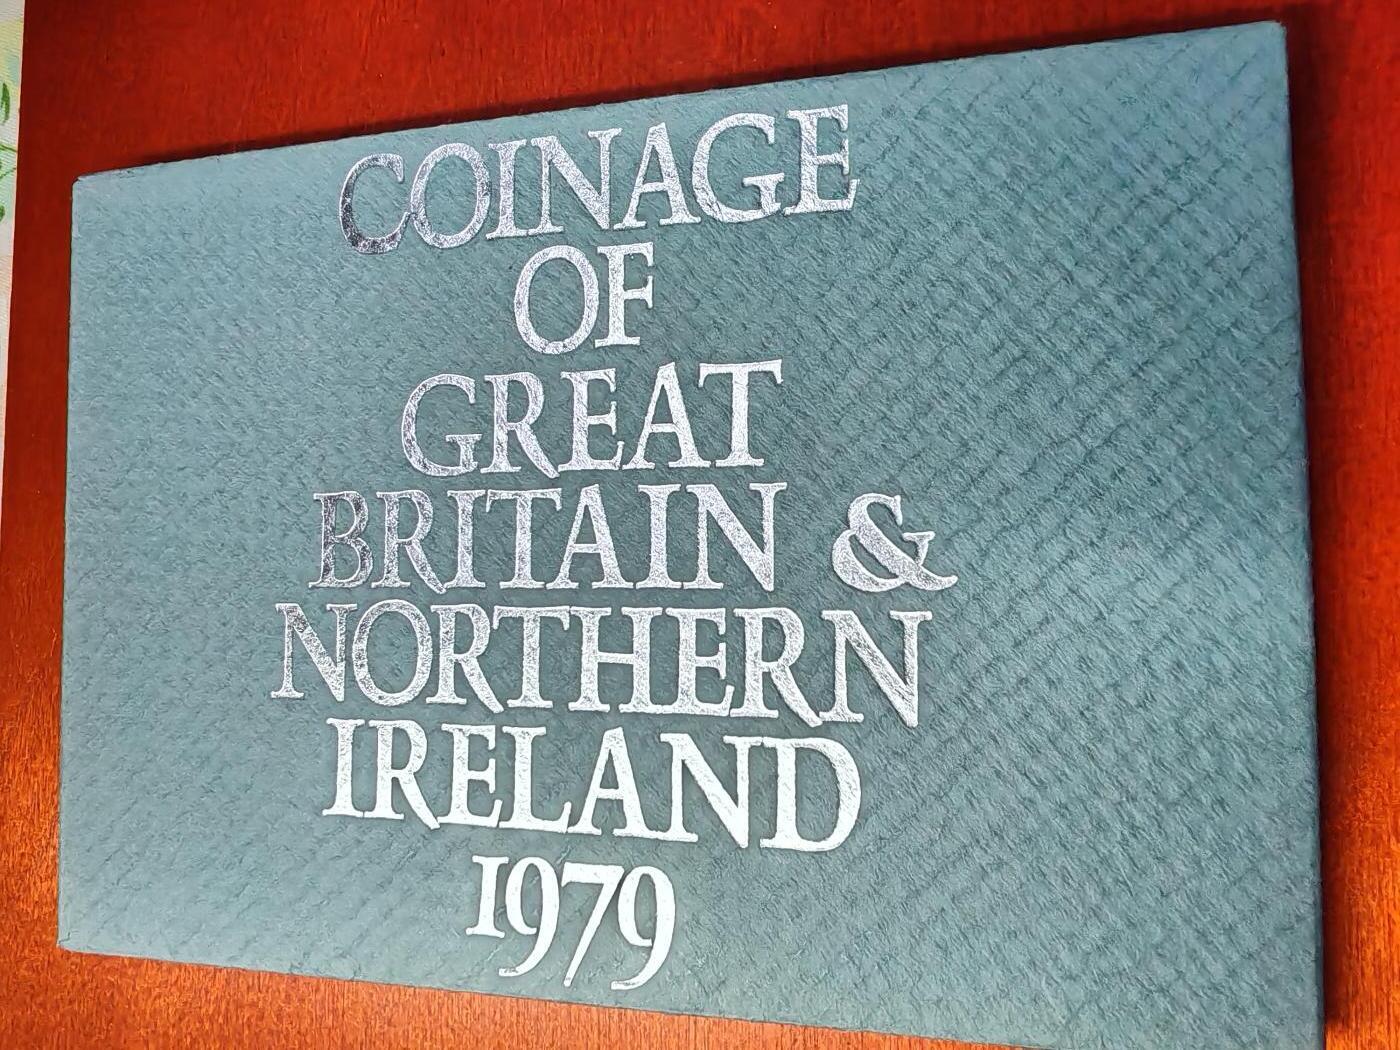 COINAGE
OF
GREAT
BRITAIN &
NORTHERN
IRELAND
1979